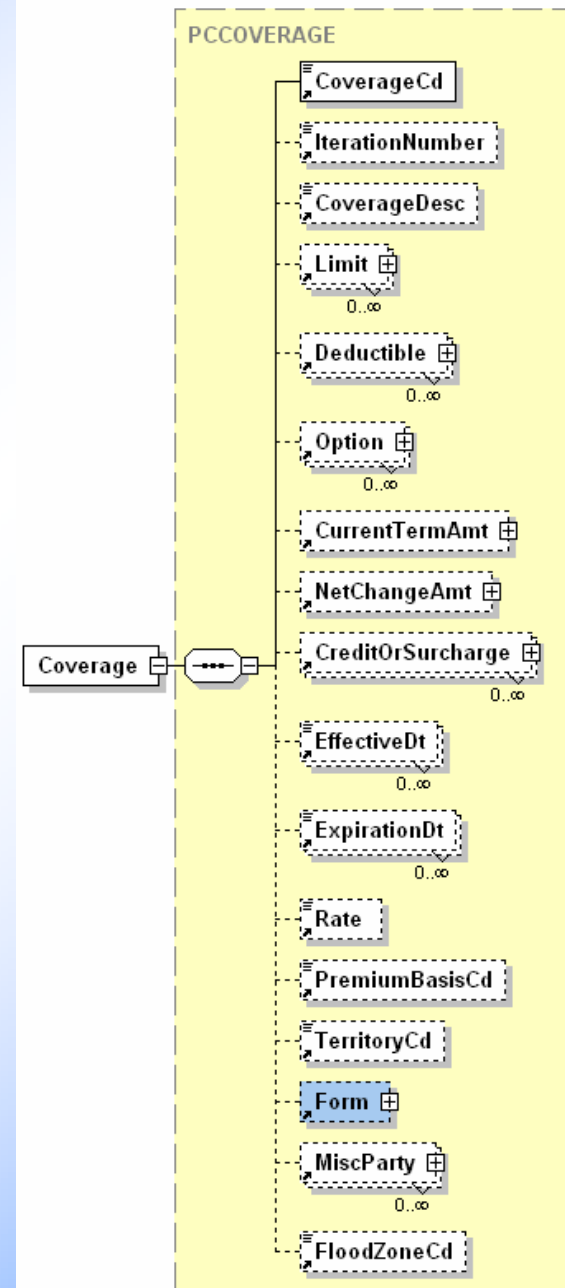 PCCOVERAGE
CoverageCd
IterationNumber
CoverageDesc
Limit
0..∞
Deductible
0..∞
Option
0..∞
CurrentTermAmt
NetChangeAmt
Coverage
CreditOrSurcharge
0..∞
EffectiveDt
0..∞
ExpirationDt
0..∞
Rate
PremiumBasisCd
TerritoryCd
Form
MiscParty
0..∞
FloodZoneCd